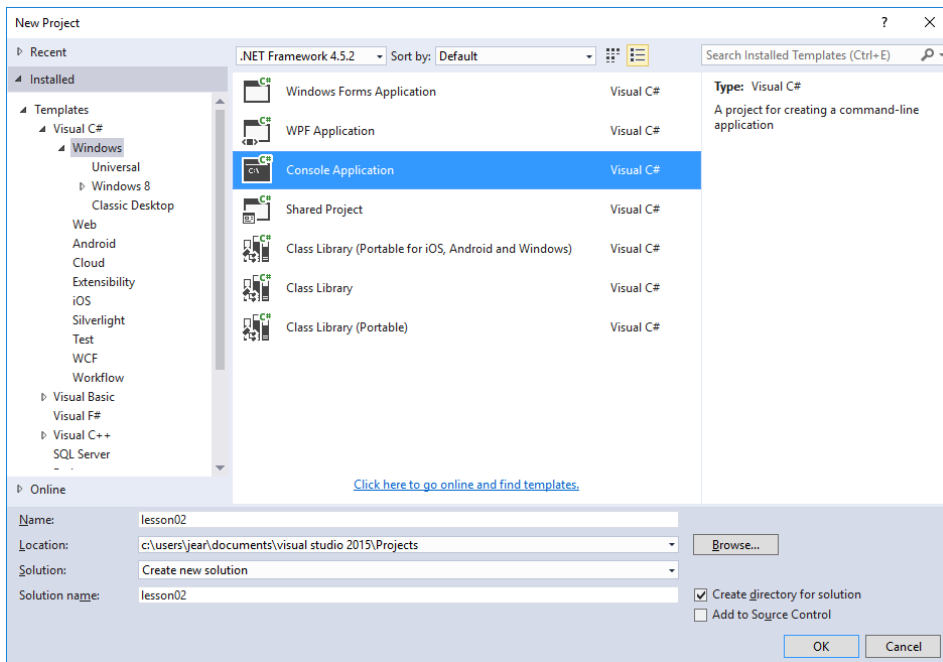 New Project
?
Recent
Installed
.NET Framework 4.5.2
Sort by: Default
Search Installed Templates (Ctrl+E)
Templates
Visual C#
Windows
Universal
Windows 8
Classic Desktop
Web
Android
Cloud
Extensibility
iOS
Silverlight
Test
WCF
Workflow
Visual Basic
Visual F#
Visual C++
SQL Server
Online
Windows Forms Application Visual C#
WPF Application Visual C#
Console Application Visual C#
Shared Project Visual C#
Class Library (Portable for iOS, Android and Windows) Visual C#
Class Library Visual C#
Class Library (Portable) Visual C#
Click here to go online and find templates.
Type: Visual C#
A project for creating a command-line
application
Name: lesson02
Location: c:\users\jear\documents\visual studio 2015\Projects
Browse...
Solution: Create new solution
Solution name: lesson02
Create directory for solution
Add to Source Control
OK
Cancel